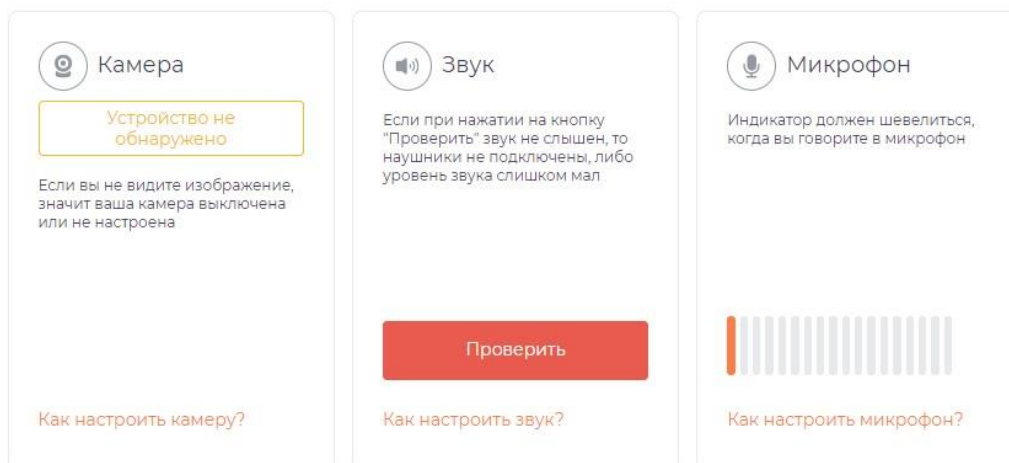 Камера
Устройство не
обнаружено
Если вы не видите изображение,
значит ваша камера выключена
или не настроена
Как настроить камеру?
Звук
Если при нажатии на кнопку
"Проверить" звук не слышен, то
наушники не подключены, либо
уровень звука слишком мал
Проверить
Как настроить звук?
Микрофон
Индикатор должен шевелиться,
когда вы говорите в микрофон
Как настроить микрофон?